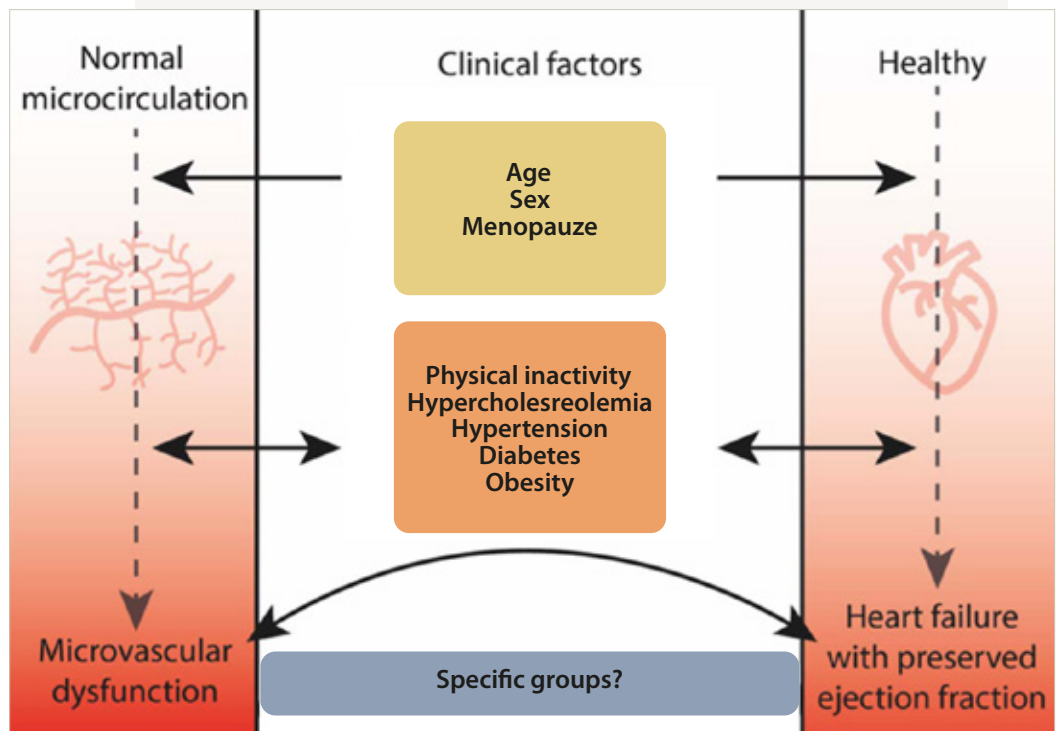 Normal
microcirculation
Clinical factors
Healthy
Age
Sex
Menopauze
Physical inactivity
Hypercholesreolemia
Hypertension
Diabetes
Obesity
Microvascular
dysfunction
Specific groups?
Heart failure
with preserved
ejection fraction